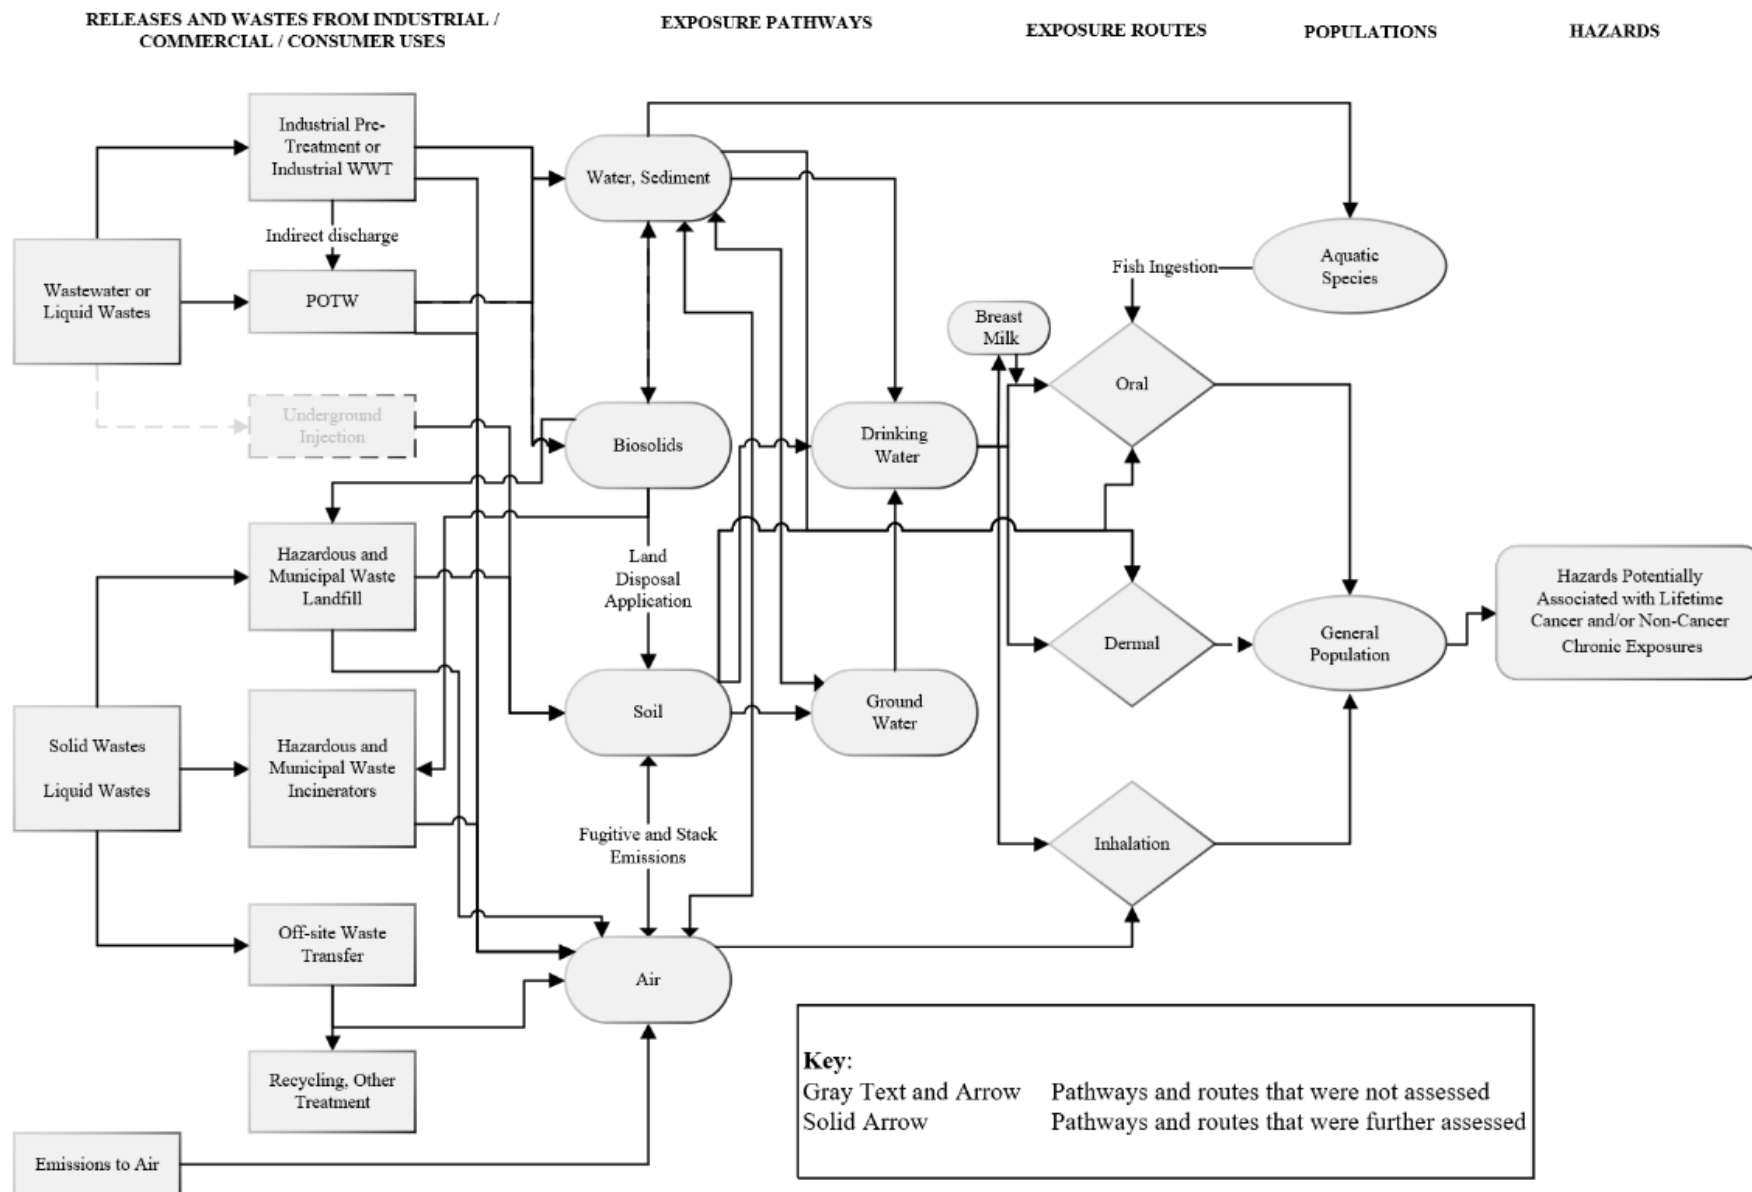 RELEASES AND WASTES FROM INDUSTRIAL /
COMMERCIAL / CONSUMER USES
EXPOSURE PATHWAYS
EXPOSURE ROUTES
POPULATIONS
HAZARDS
Industrial Pre-
Treatment or
Industrial WWT
Indirect discharge
Wastewater or
Liquid Wastes
POTW
Underground
Injection
Hazardous and
Municipal Waste
Landfill
Solid Wastes
Liquid Wastes
Hazardous and
Municipal Waste
Incinerators
Off-site Waste
Transfer
Recycling, Other
Treatment
Emissions to Air
Water, Sediment
Biosolids
Land
Disposal
Application
Soil
Fugitive and Stack
Emissions
Air
Drinking
Water
Ground
Water
Breast
Milk
Fish Ingestion
Oral
Dermal
Inhalation
Aquatic
Species
General
Population
Hazards Potentially
Associated with Lifetime
Cancer and/or Non-Cancer
Chronic Exposures
Key:
Gray Text and Arrow Pathways and routes that were not assessed
Solid Arrow Pathways and routes that were further assessed